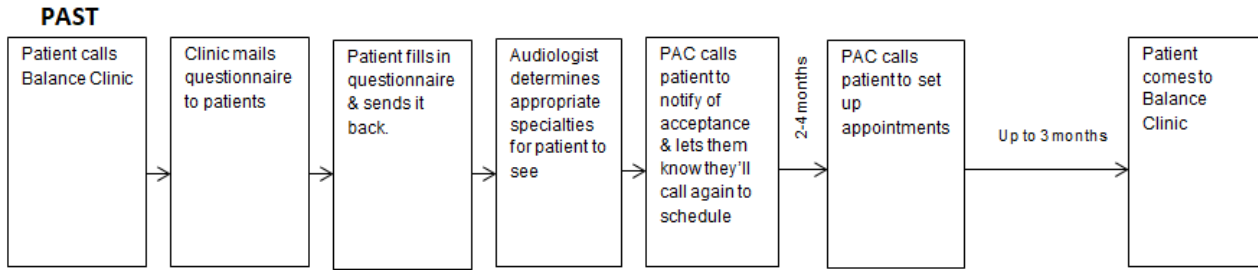 PAST
Patient calls
Balance Clinic
Clinic mails
questionnaire
to patients
Patient fills in
questionnaire
& sends it
back.
Audiologist
determines
appropriate
specialties
for patient to
see
PAC calls
patient to
notify of
acceptance
& lets them
know they'll
call again to
schedule
2-4 months
PAC calls
patient to set
up
appointments
Up to 3 months
Patient
comes to
Balance
Clinic